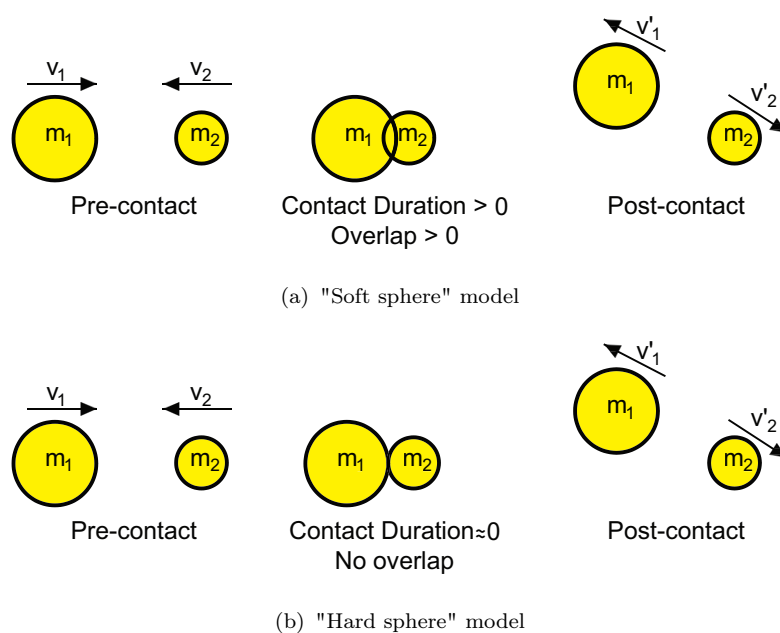 v'1
v1 v2
m1
v'2
m1 m2 m1 m2 m2
Pre-contact Contact Duration > 0 Post-contact
Overlap > 0
(a) "Soft sphere" model
v'1
v1 v2
m1
v'2
m1 m2 m1 m2 m2
Pre-contact Contact Duration≈0 Post-contact
No overlap
(b) "Hard sphere" model